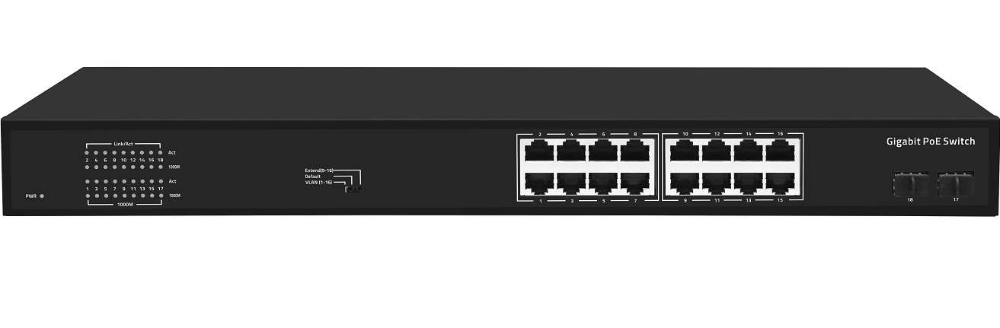 Link/Act
Act
2 4 6 8 10 12 14 16 18
1000M
Act
1 3 5 7 9 11 13 15 17
1000M
1000M
PWR
Extend(9-16)
Default
VLAN (1-16)
2 4 6 8
1 3 5 7
10 12 14 16
9 11 13 15
Gigabit PoE Switch
18 17